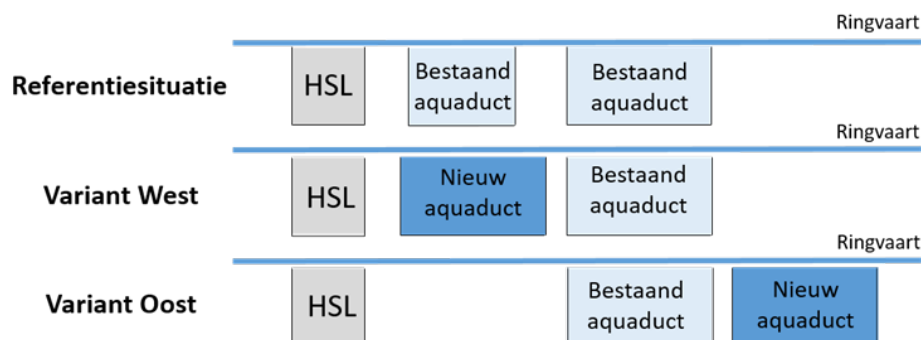 Ringvaart
Referentiesituatie
HSL
Bestaand
aquaduct
Bestaand
aquaduct
Ringvaart
Variant West
HSL
Nieuw
aquaduct
Bestaand
aquaduct
Ringvaart
Variant Oost
HSL
Bestaand
aquaduct
Nieuw
aquaduct